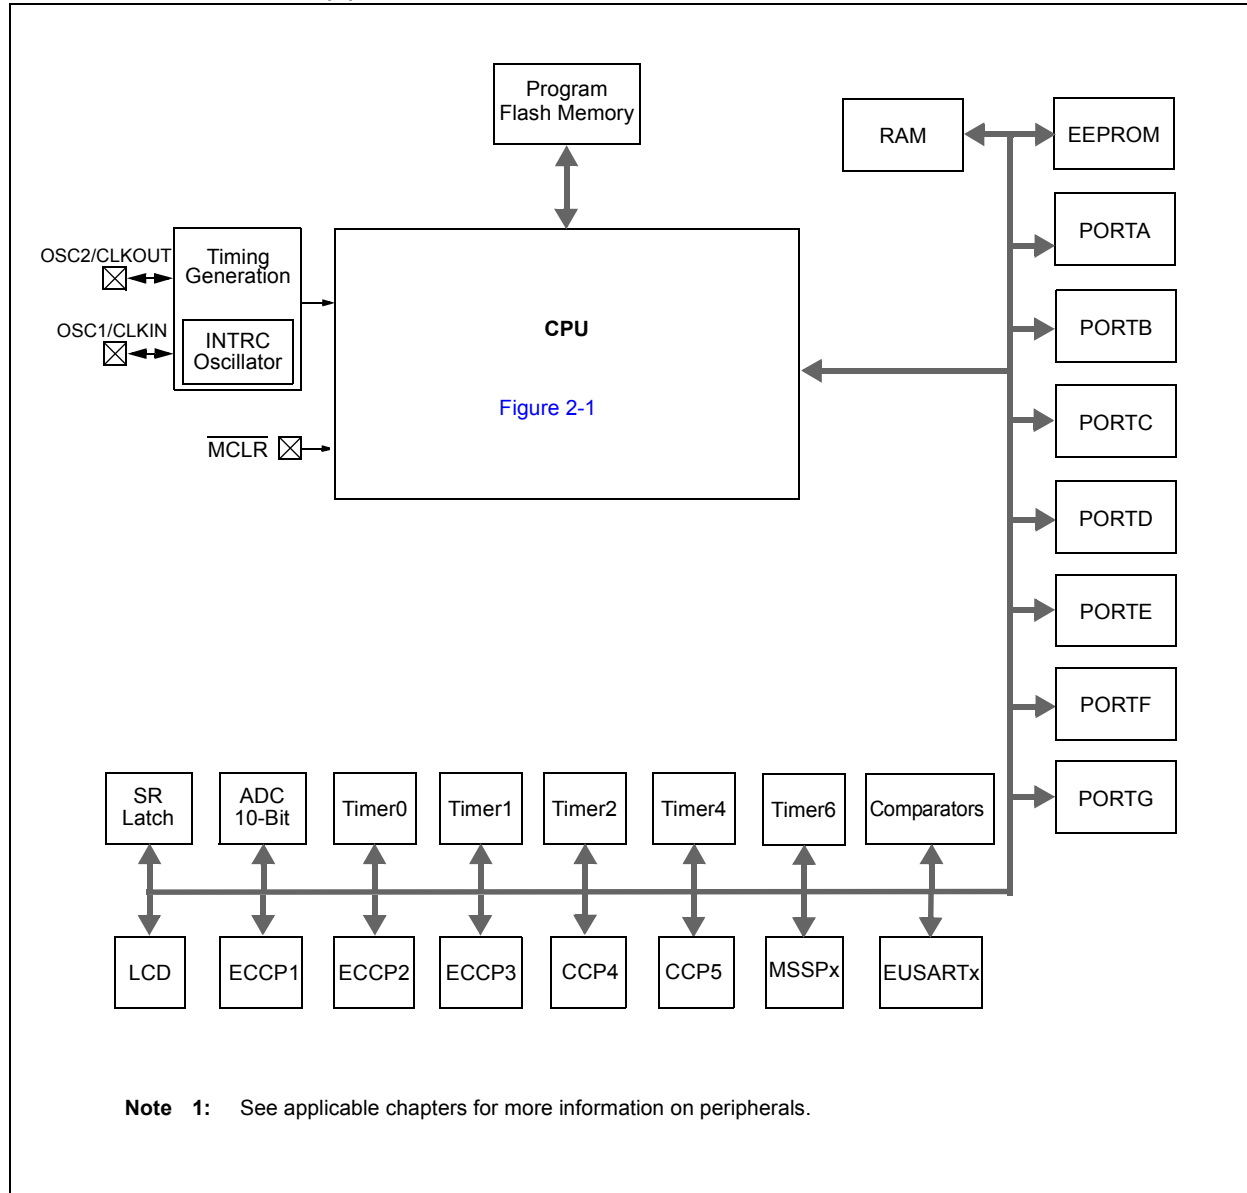 Program
Flash Memory
RAM
EEPROM
OSC2/CLKOUT
Timing
Generation
PORTA
OSC1/CLKIN
INTRC
Oscillator
CPU
PORTB
Figure 2-1
PORTC
MCLR
PORTD
PORTE
PORTF
SR
Latch
ADC
10-Bit
Timer0
Timer1
Timer2
Timer4
Timer6
Comparators
PORTG
LCD
ECCP1
ECCP2
ECCP3
CCP4
CCP5
MSSPx
EUSARTx
Note 1: See applicable chapters for more information on peripherals.